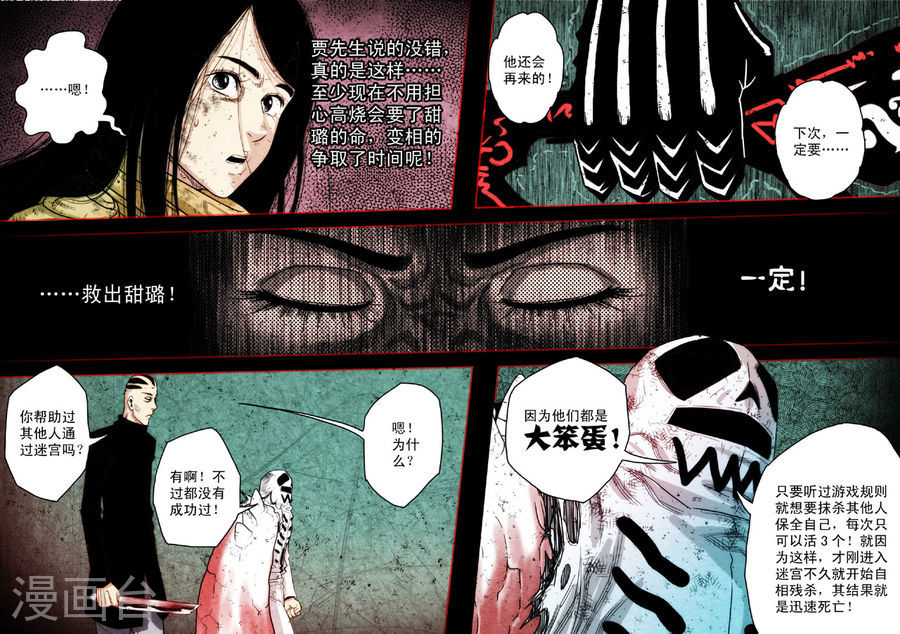 他还会
再来的！
下次，一
定要……
贾先生说的没错，
真的是这样……
至少现在不用担
心高烧会要了甜
璐的命，变相的
争取了时间呢！
……嗯！
一定！
……救出甜璐！
你帮助过
其他人通
过迷宫吗？
有啊！不
过都没有
成功过！
嗯！
为什
么？
因为他们都是
大笨蛋！
只要听过游戏规则
就想要抹杀其他人
保全自己，每次只
可以活3个！就因
为这样，才刚进入
迷宫不久就开始自
相残杀，其结果就
是迅速死亡！
漫画台